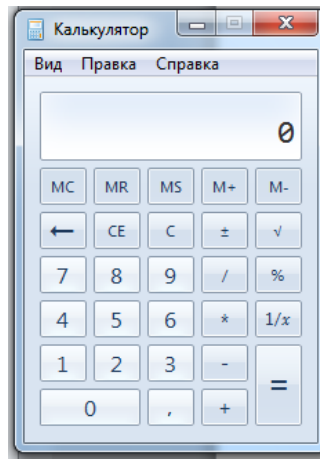 Калькулятор
Вид Правка Справка
0
MC MR MS M+ M-
← CE C ± √
7 8 9 / %
4 5 6 * 1/x
1 2 3 - =
0 , +